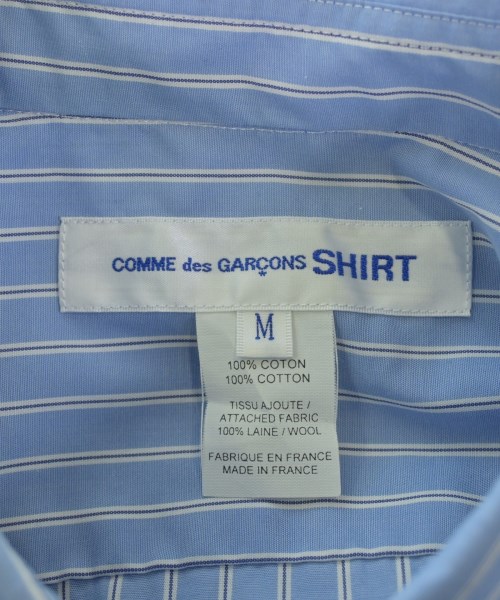 COMME des GARÇONS SHIRT
M
100% COTON
100% COTTON
TISSU AJOUTE /
ATTACHED FABRIC
100% LAINE / WOOL
FABRIQUE EN FRANCE
MADE IN FRANCE